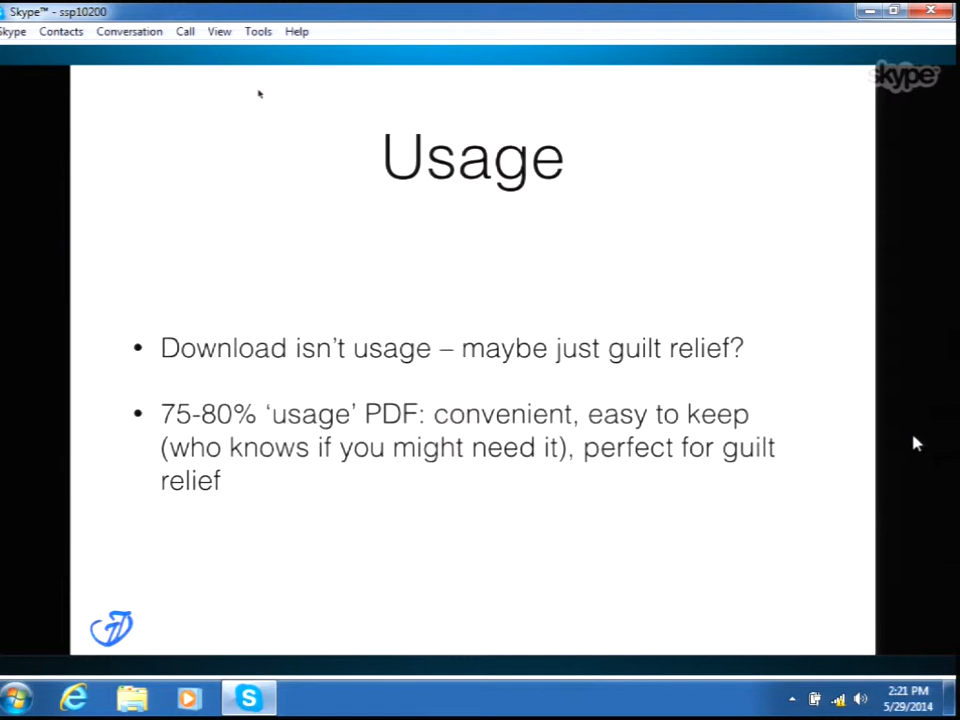 Skype™ - ssp10200
Skype Contacts Conversation Call View Tools Help
skype
Usage
• Download isn't usage – maybe just guilt relief?
• 75-80% ‘usage’ PDF: convenient, easy to keep
(who knows if you might need it), perfect for guilt
relief
2:21 PM
5/29/2014